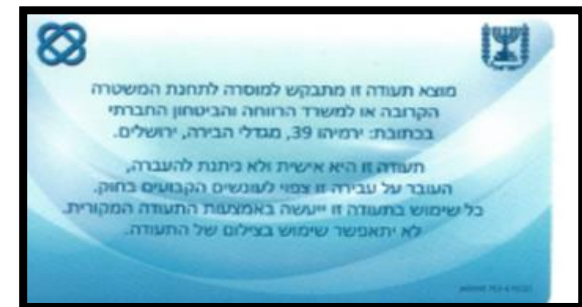 מוצא תעודה זו מתבקש למוסרה לתחנת המשטרה
הקרובה או למשרד הרווחה והביטחון החברתי
בכתובת: ירמיהו 39, מגדלי הבירה, ירושלים.
תעודה זו היא אישית ולא ניתנת להעברה,
העובר על עבירה זו צפוי לעונשים הקבועים בחוק.
כל שימוש בתעודה זו ייעשה באמצעות התעודה המקורית.
לא יתאפשר שימוש בצילום של התעודה.